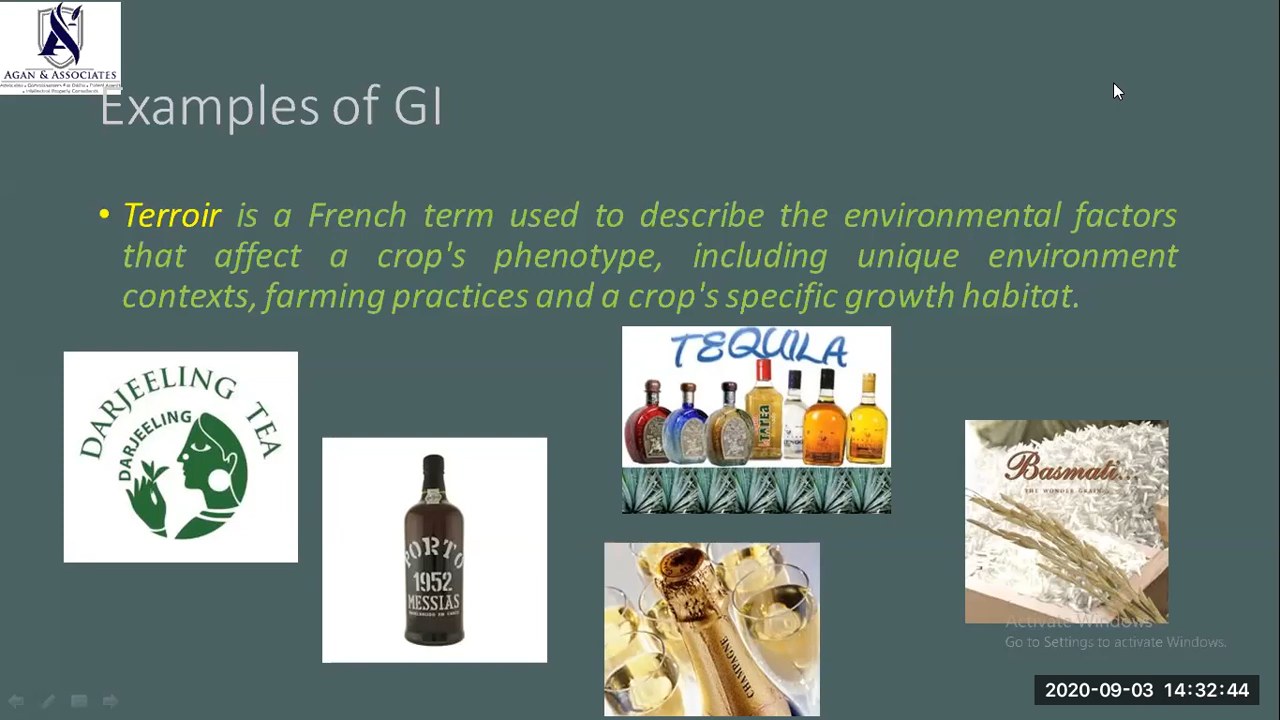 AGAN & ASSOCIATES
Examples of GI
• Terroir is a French term used to describe the environmental factors
that affect a crop's phenotype, including unique environment
contexts, farming practices and a crop's specific growth habitat.
DARJEELING TEA
DARJEELING
PORTO
1952
MESSIAS
TEQUILA
TAREA
CHAMPAGNE
Basmati...
THE WONDER GRAIN...
Activate Windows
Go to Settings to activate Windows.
2020-09-03 14:32:44